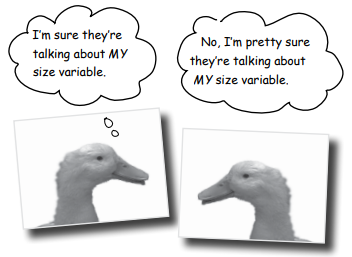 I'm sure they're
talking about MY
size variable.
No, I'm pretty sure
they're talking about
MY size variable.